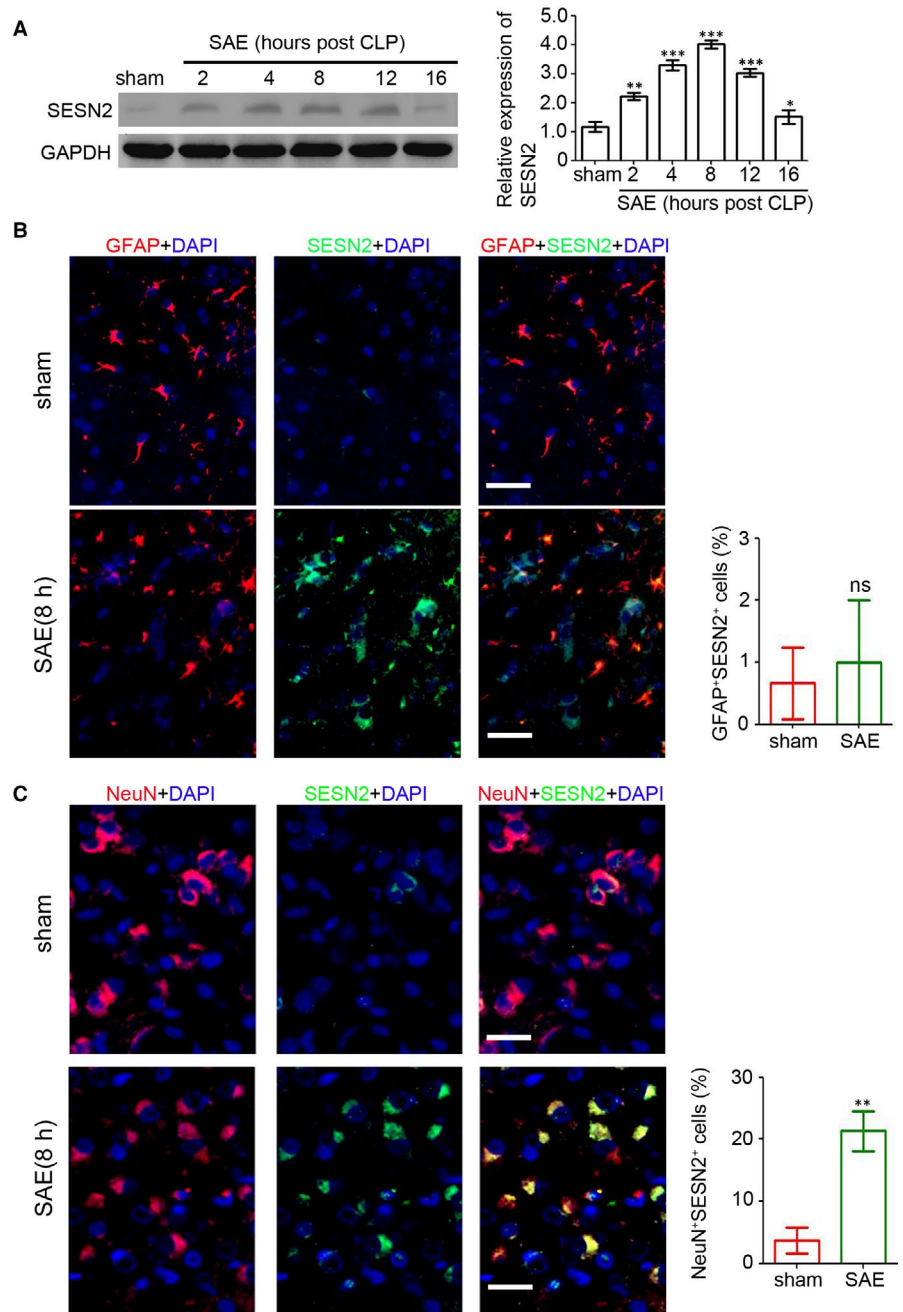 A
SAE (hours post CLP)
sham 2 4 8 12 16
SESN2
GAPDH
Relative expression of
SESN2
5.0
4.0
3.0
2.0
1.0
0
** *** *** *** *
sham 2 4 8 12 16
SAE (hours post CLP)
B
GFAP+DAPI SESN2+DAPI GFAP+SESN2+DAPI
sham
SAE(8 h)
GFAP⁺SESN2⁺ cells (%)
3
2
1
0
ns
sham SAE
C
NeuN+DAPI SESN2+DAPI NeuN+SESN2+DAPI
sham
SAE(8 h)
NeuN⁺SESN2⁺ cells (%)
30
20
10
0
**
sham SAE